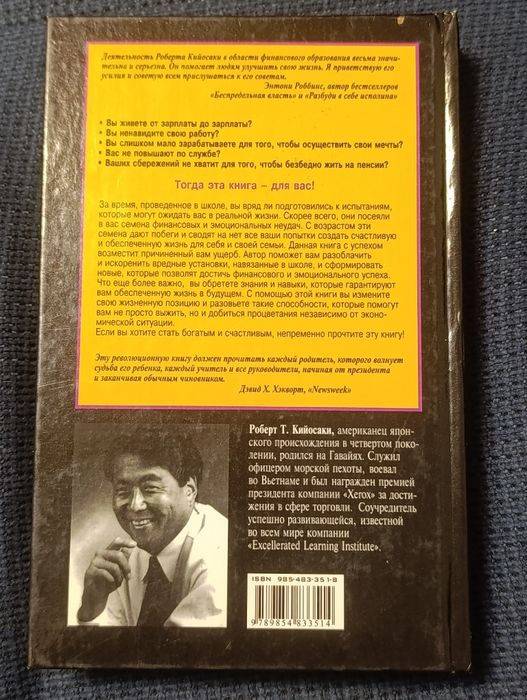 Деятельность Роберта Кийосаки в области финансового образования весьма значи-
тельна и серьезна. Он помогает людям улучшить свою жизнь. Я приветствую его
усилия и советую всем прислушаться к его советам.
Энтони Роббинс, автор бестселлеров
«Беспредельная власть» и «Разбуди в себе исполина»
• Вы живете от зарплаты до зарплаты?
• Вы ненавидите свою работу?
• Вы слишком мало зарабатываете для того, чтобы осуществить свои мечты?
• Вас не повышают по службе?
• Ваших сбережений не хватит для того, чтобы безбедно жить на пенсии?
Тогда эта книга – для вас!
За время, проведенное в школе, вы вряд ли подготовились к испытаниям,
которые могут ожидать вас в реальной жизни. Скорее всего, они посеяли
в вас семена финансовых и эмоциональных неудач. С возрастом эти
семена дают побеги и сводят на нет все ваши попытки создать счастливую
и обеспеченную жизнь для себя и своей семьи. Данная книга с успехом
возместит причиненный вам ущерб. Автор поможет вам разоблачить
и искоренить вредные установки, навязанные в школе, и сформировать
новые, которые позволят достичь финансового и эмоционального успеха.
Что еще более важно, вы обретете знания и навыки, которые гарантируют
вам обеспеченную жизнь в будущем. С помощью этой книги вы измените
свою жизненную позицию и разовьете такие способности, которые помогут
вам не просто выжить, но и добиться процветания независимо от эконо-
мической ситуации.
Если вы хотите стать богатым и счастливым, непременно прочтите эту книгу!
Эту революционную книгу должен прочитать каждый родитель, которого волнует
судьба его ребенка, каждый учитель и все руководители, начиная от президента
и заканчивая обычным чиновником.
Дэвид Х. Хэкворт, «Newsweek»
Роберт Т. Кийосаки, американец япон-
ского происхождения в четвертом поко-
лении, родился на Гавайях. Служил
офицером морской пехоты, воевал
во Вьетнаме и был награжден премией
президента компании «Xerox» за дости-
жения в сфере торговли. Соучредитель
успешно развивающейся, известной
во всем мире компании
«Excellerated Learning Institute».
ISBN 985-483-351-8
9 789854 833514